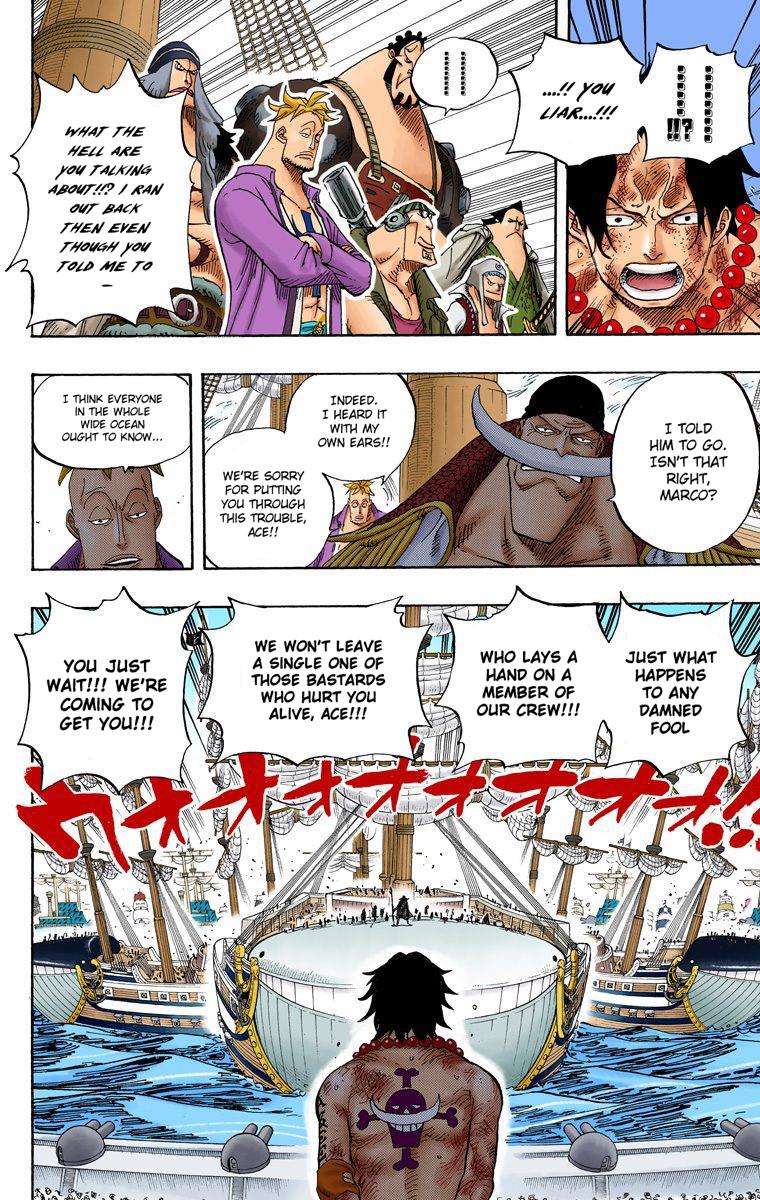 ....!! YOU
LIAR...!!!
!!?
WHAT THE
HELL ARE
YOU TALKING
ABOUT!!? I RAN
OUT BACK
THEN EVEN
THOUGH YOU
TOLD ME TO
–
I TOLD
HIM TO GO.
ISN'T THAT
RIGHT,
MARCO?
INDEED.
I HEARD IT
WITH MY
OWN EARS!!
WE'RE SORRY
FOR PUTTING
YOU THROUGH
THIS TROUBLE,
ACE!!
I THINK EVERYONE
IN THE WHOLE
WIDE OCEAN
OUGHT TO KNOW...
JUST WHAT
HAPPENS
TO ANY
DAMNED
FOOL
WHO LAYS A
HAND ON A
MEMBER OF
OUR CREW!!!
WE WON'T LEAVE
A SINGLE ONE OF
THOSE BASTARDS
WHO HURT YOU
ALIVE, ACE!!!
YOU JUST
WAIT!!! WE'RE
COMING TO
GET YOU!!!
ウオオオオオオオオ!!!